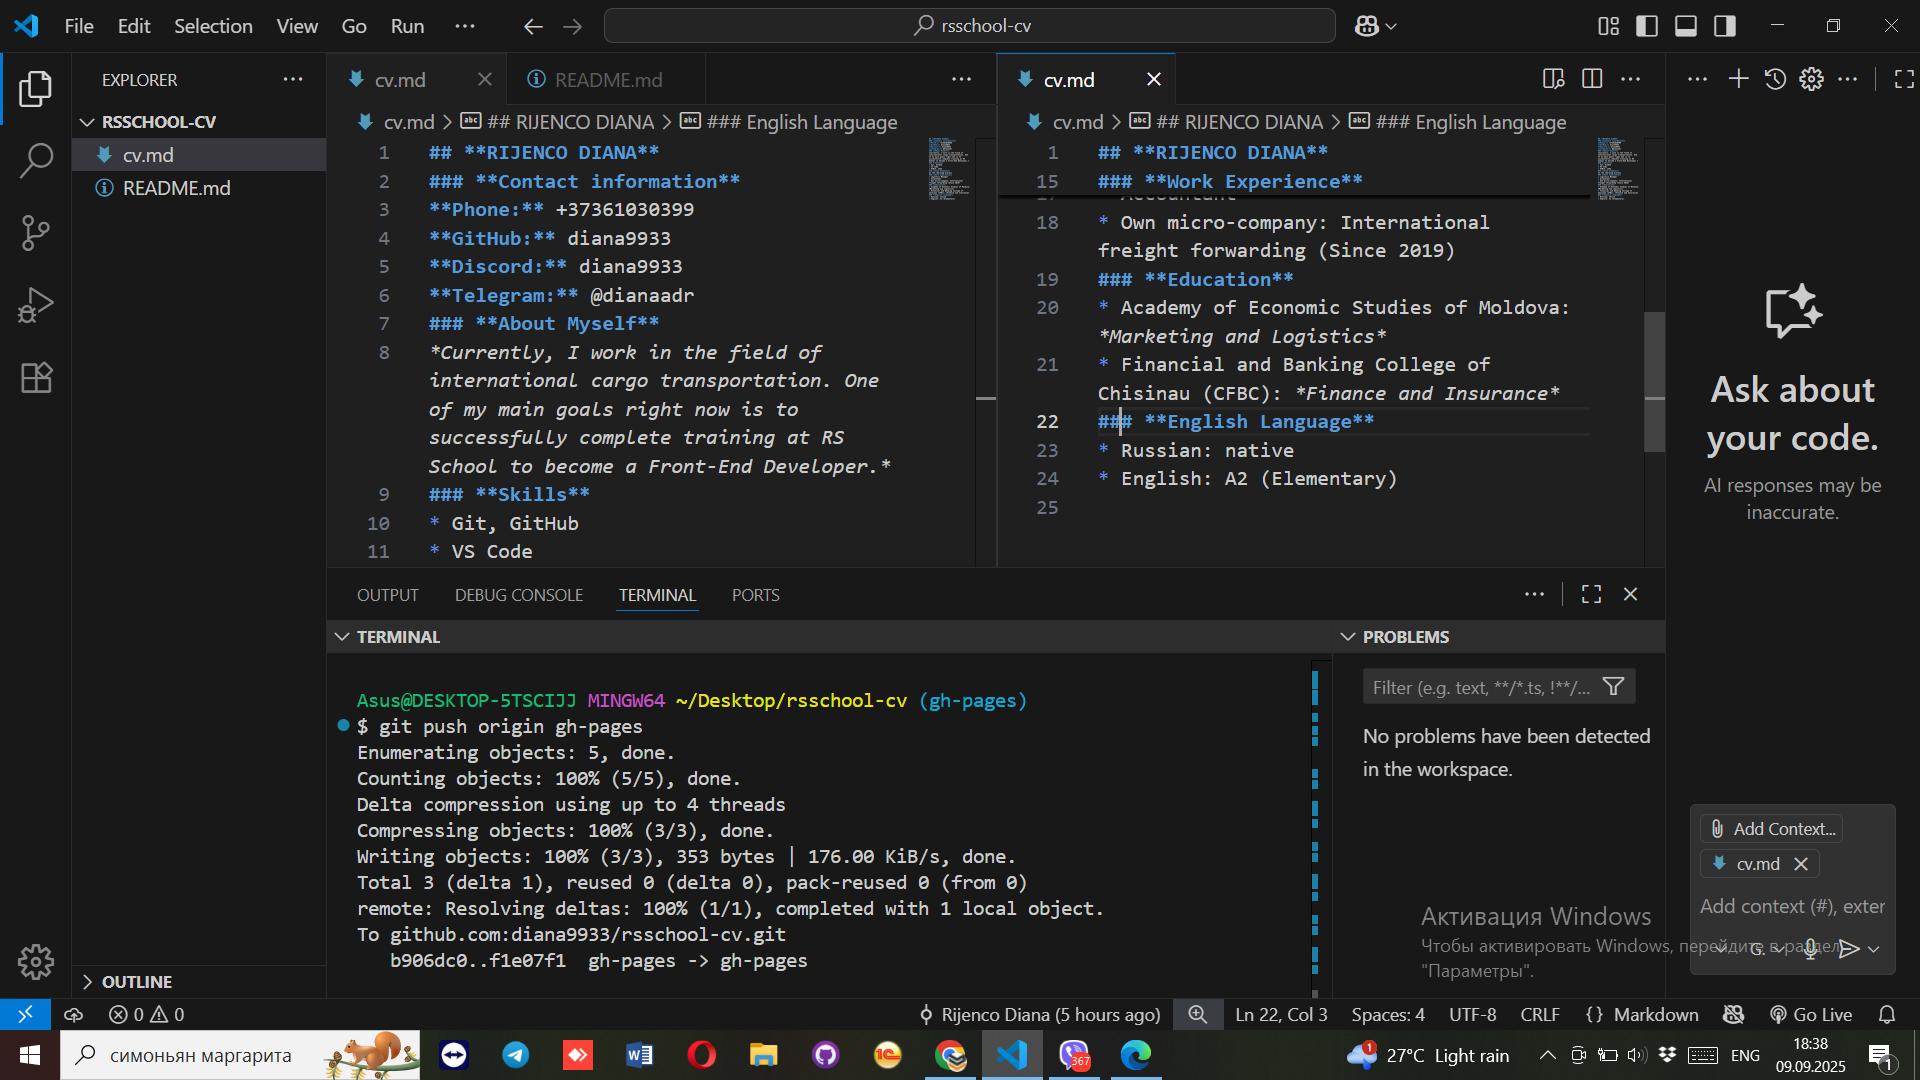 File Edit Selection View Go Run ···
rsschool-cv
EXPLORER
RSSCHOOL-CV
cv.md
README.md
OUTLINE
cv.md
README.md
cv.md > ## RIJENCO DIANA > ### English Language
1 ## **RIJENCO DIANA**
2 ### **Contact information**
3 **Phone:** +37361030399
4 **GitHub:** diana9933
5 **Discord:** diana9933
6 **Telegram:** @dianaadr
7 ### **About Myself**
8 *Currently, I work in the field of
international cargo transportation. One
of my main goals right now is to
successfully complete training at RS
School to become a Front-End Developer.*
9 ### **Skills**
10 * Git, GitHub
11 * VS Code
cv.md
cv.md > ## RIJENCO DIANA > ### English Language
1 ## **RIJENCO DIANA**
15 ### **Work Experience**
18 * Own micro-company: International
freight forwarding (Since 2019)
19 ### **Education**
20 * Academy of Economic Studies of Moldova:
*Marketing and Logistics*
21 * Financial and Banking College of
Chisinau (CFBC): *Finance and Insurance*
22 ### **English Language**
23 * Russian: native
24 * English: A2 (Elementary)
25
Ask about
your code.
AI responses may be
inaccurate.
Add Context...
cv.md
Add context (#), exter
OUTPUT DEBUG CONSOLE TERMINAL PORTS
TERMINAL
Asus@DESKTOP-5TSCIJJ MINGW64 ~/Desktop/rsschool-cv (gh-pages)
$ git push origin gh-pages
Enumerating objects: 5, done.
Counting objects: 100% (5/5), done.
Delta compression using up to 4 threads
Compressing objects: 100% (3/3), done.
Writing objects: 100% (3/3), 353 bytes | 176.00 KiB/s, done.
Total 3 (delta 1), reused 0 (delta 0), pack-reused 0 (from 0)
remote: Resolving deltas: 100% (1/1), completed with 1 local object.
To github.com:diana9933/rsschool-cv.git
b906dc0..f1e07f1 gh-pages -> gh-pages
PROBLEMS
Filter (e.g. text, **/*.ts, !**/...
No problems have been detected
in the workspace.
Активация Windows
Чтобы активировать Windows, перейдите в раздел
"Параметры".
0 0
Rijenco Diana (5 hours ago)
Ln 22, Col 3 Spaces: 4 UTF-8 CRLF {} Markdown Go Live
симоньян маргарита
367
1
27°C Light rain
ENG
18:38
09.09.2025
1